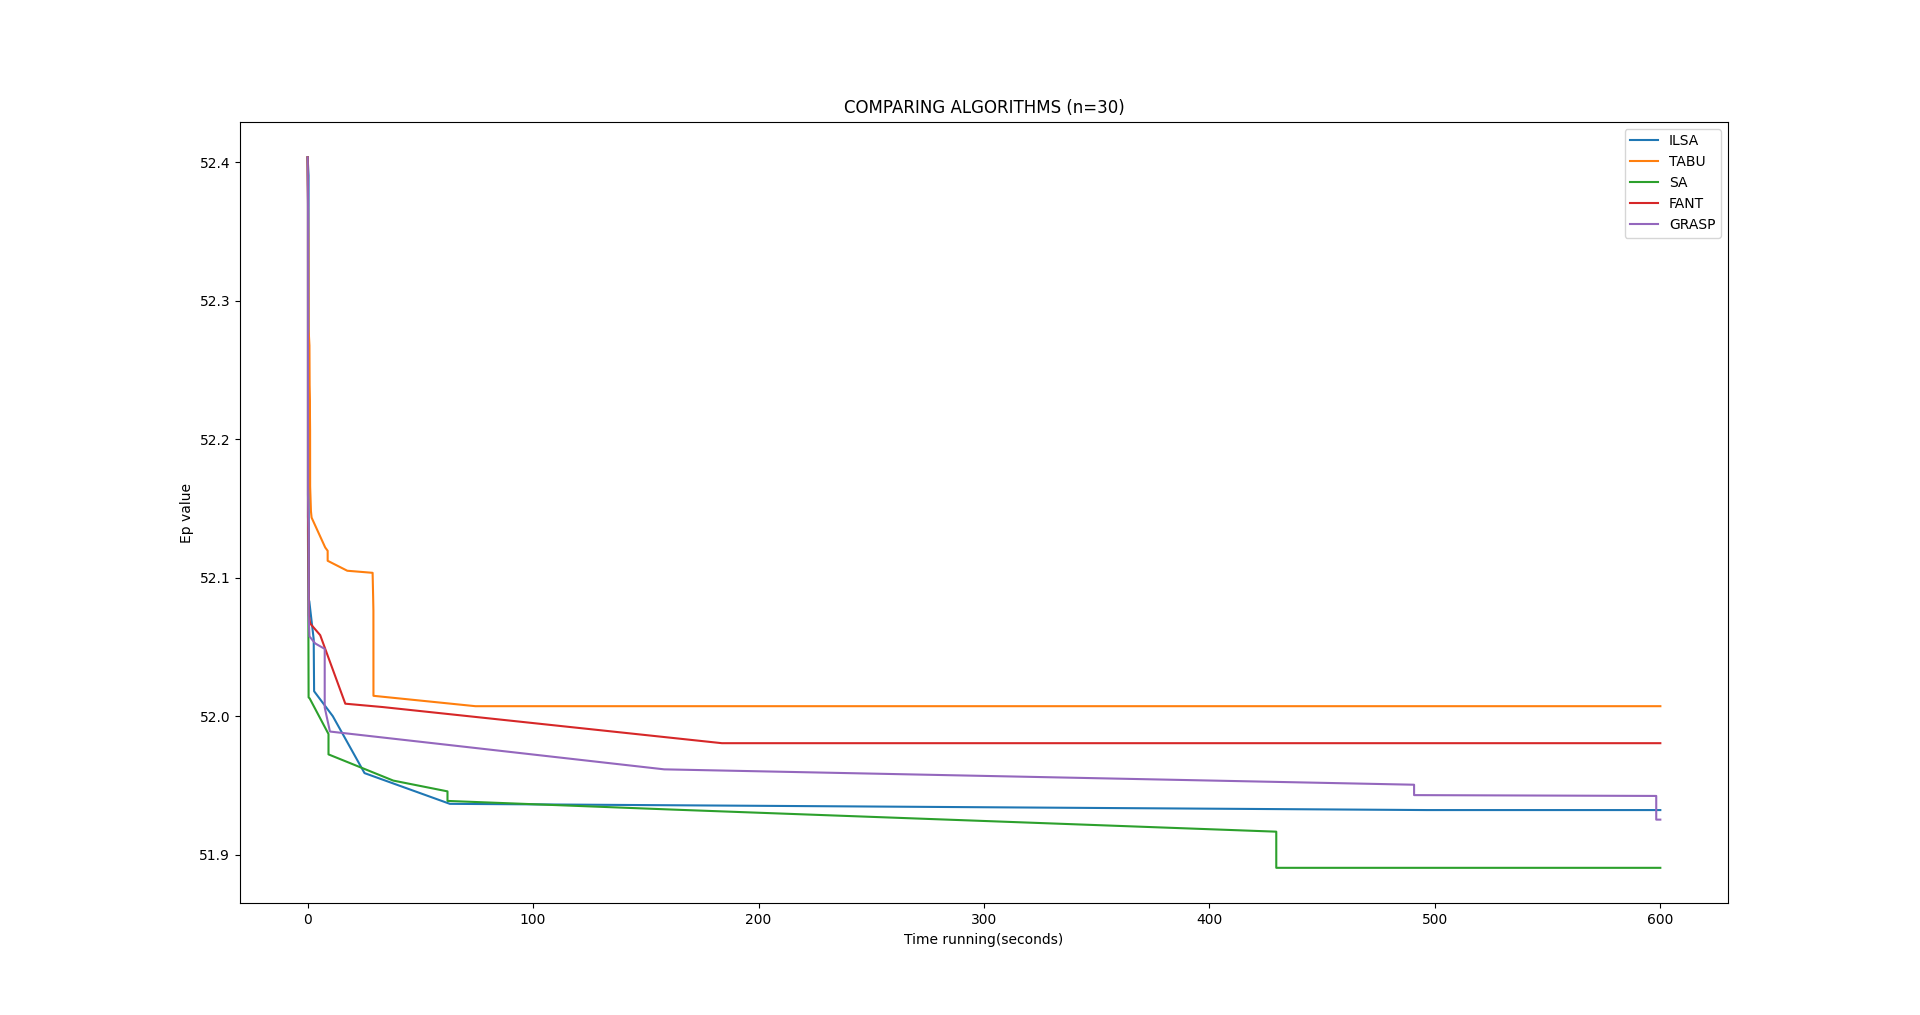 COMPARING ALGORITHMS (n=30)
ILSA
TABU
SA
FANT
GRASP
52.4
52.3
52.2
52.1
52.0
51.9
Ep value
0
100
200
300
400
500
600
Time running(seconds)